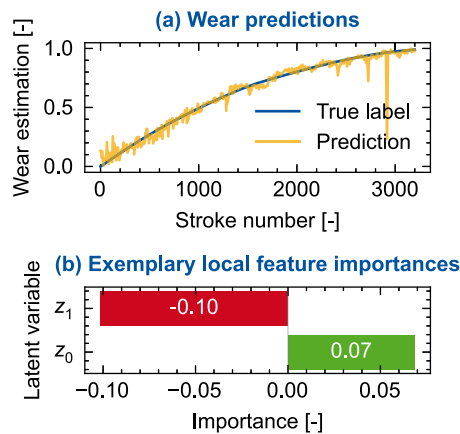 (a) Wear predictions
Wear estimation [-]
1.0
0.5
0.0
True label
Prediction
0 1000 2000 3000
Stroke number [-]
(b) Exemplary local feature importances
Latent variable
z1
z0
-0.10
0.07
−0.10 −0.05 0.00 0.05
Importance [-]